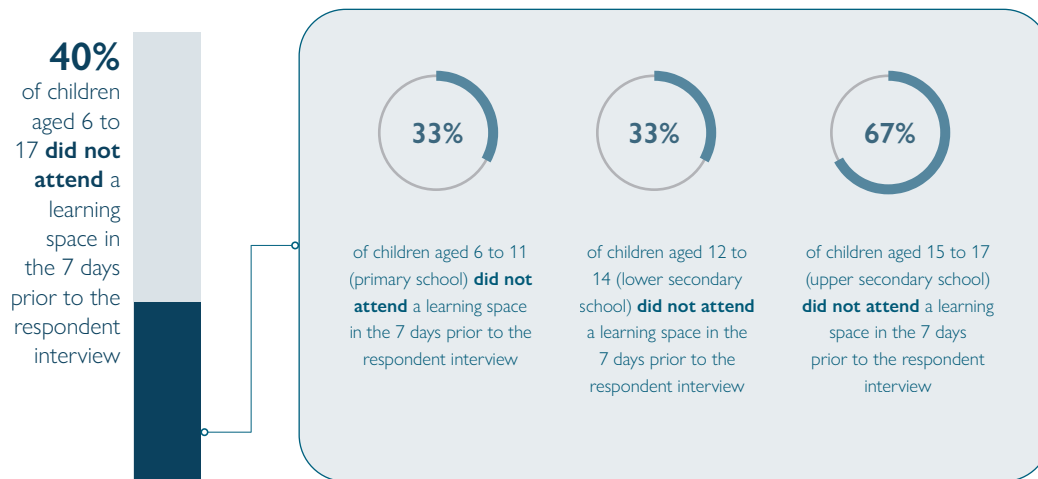 40%
of children
aged 6 to
17 did not
attend a
learning
space in
the 7 days
prior to the
respondent
interview
33%
of children aged 6 to 11
(primary school) did not
attend a learning space
in the 7 days prior to the
respondent interview
33%
of children aged 12 to
14 (lower secondary
school) did not attend
a learning space in the
7 days prior to the
respondent interview
67%
of children aged 15 to 17
(upper secondary school)
did not attend a learning
space in the 7 days
prior to the respondent
interview